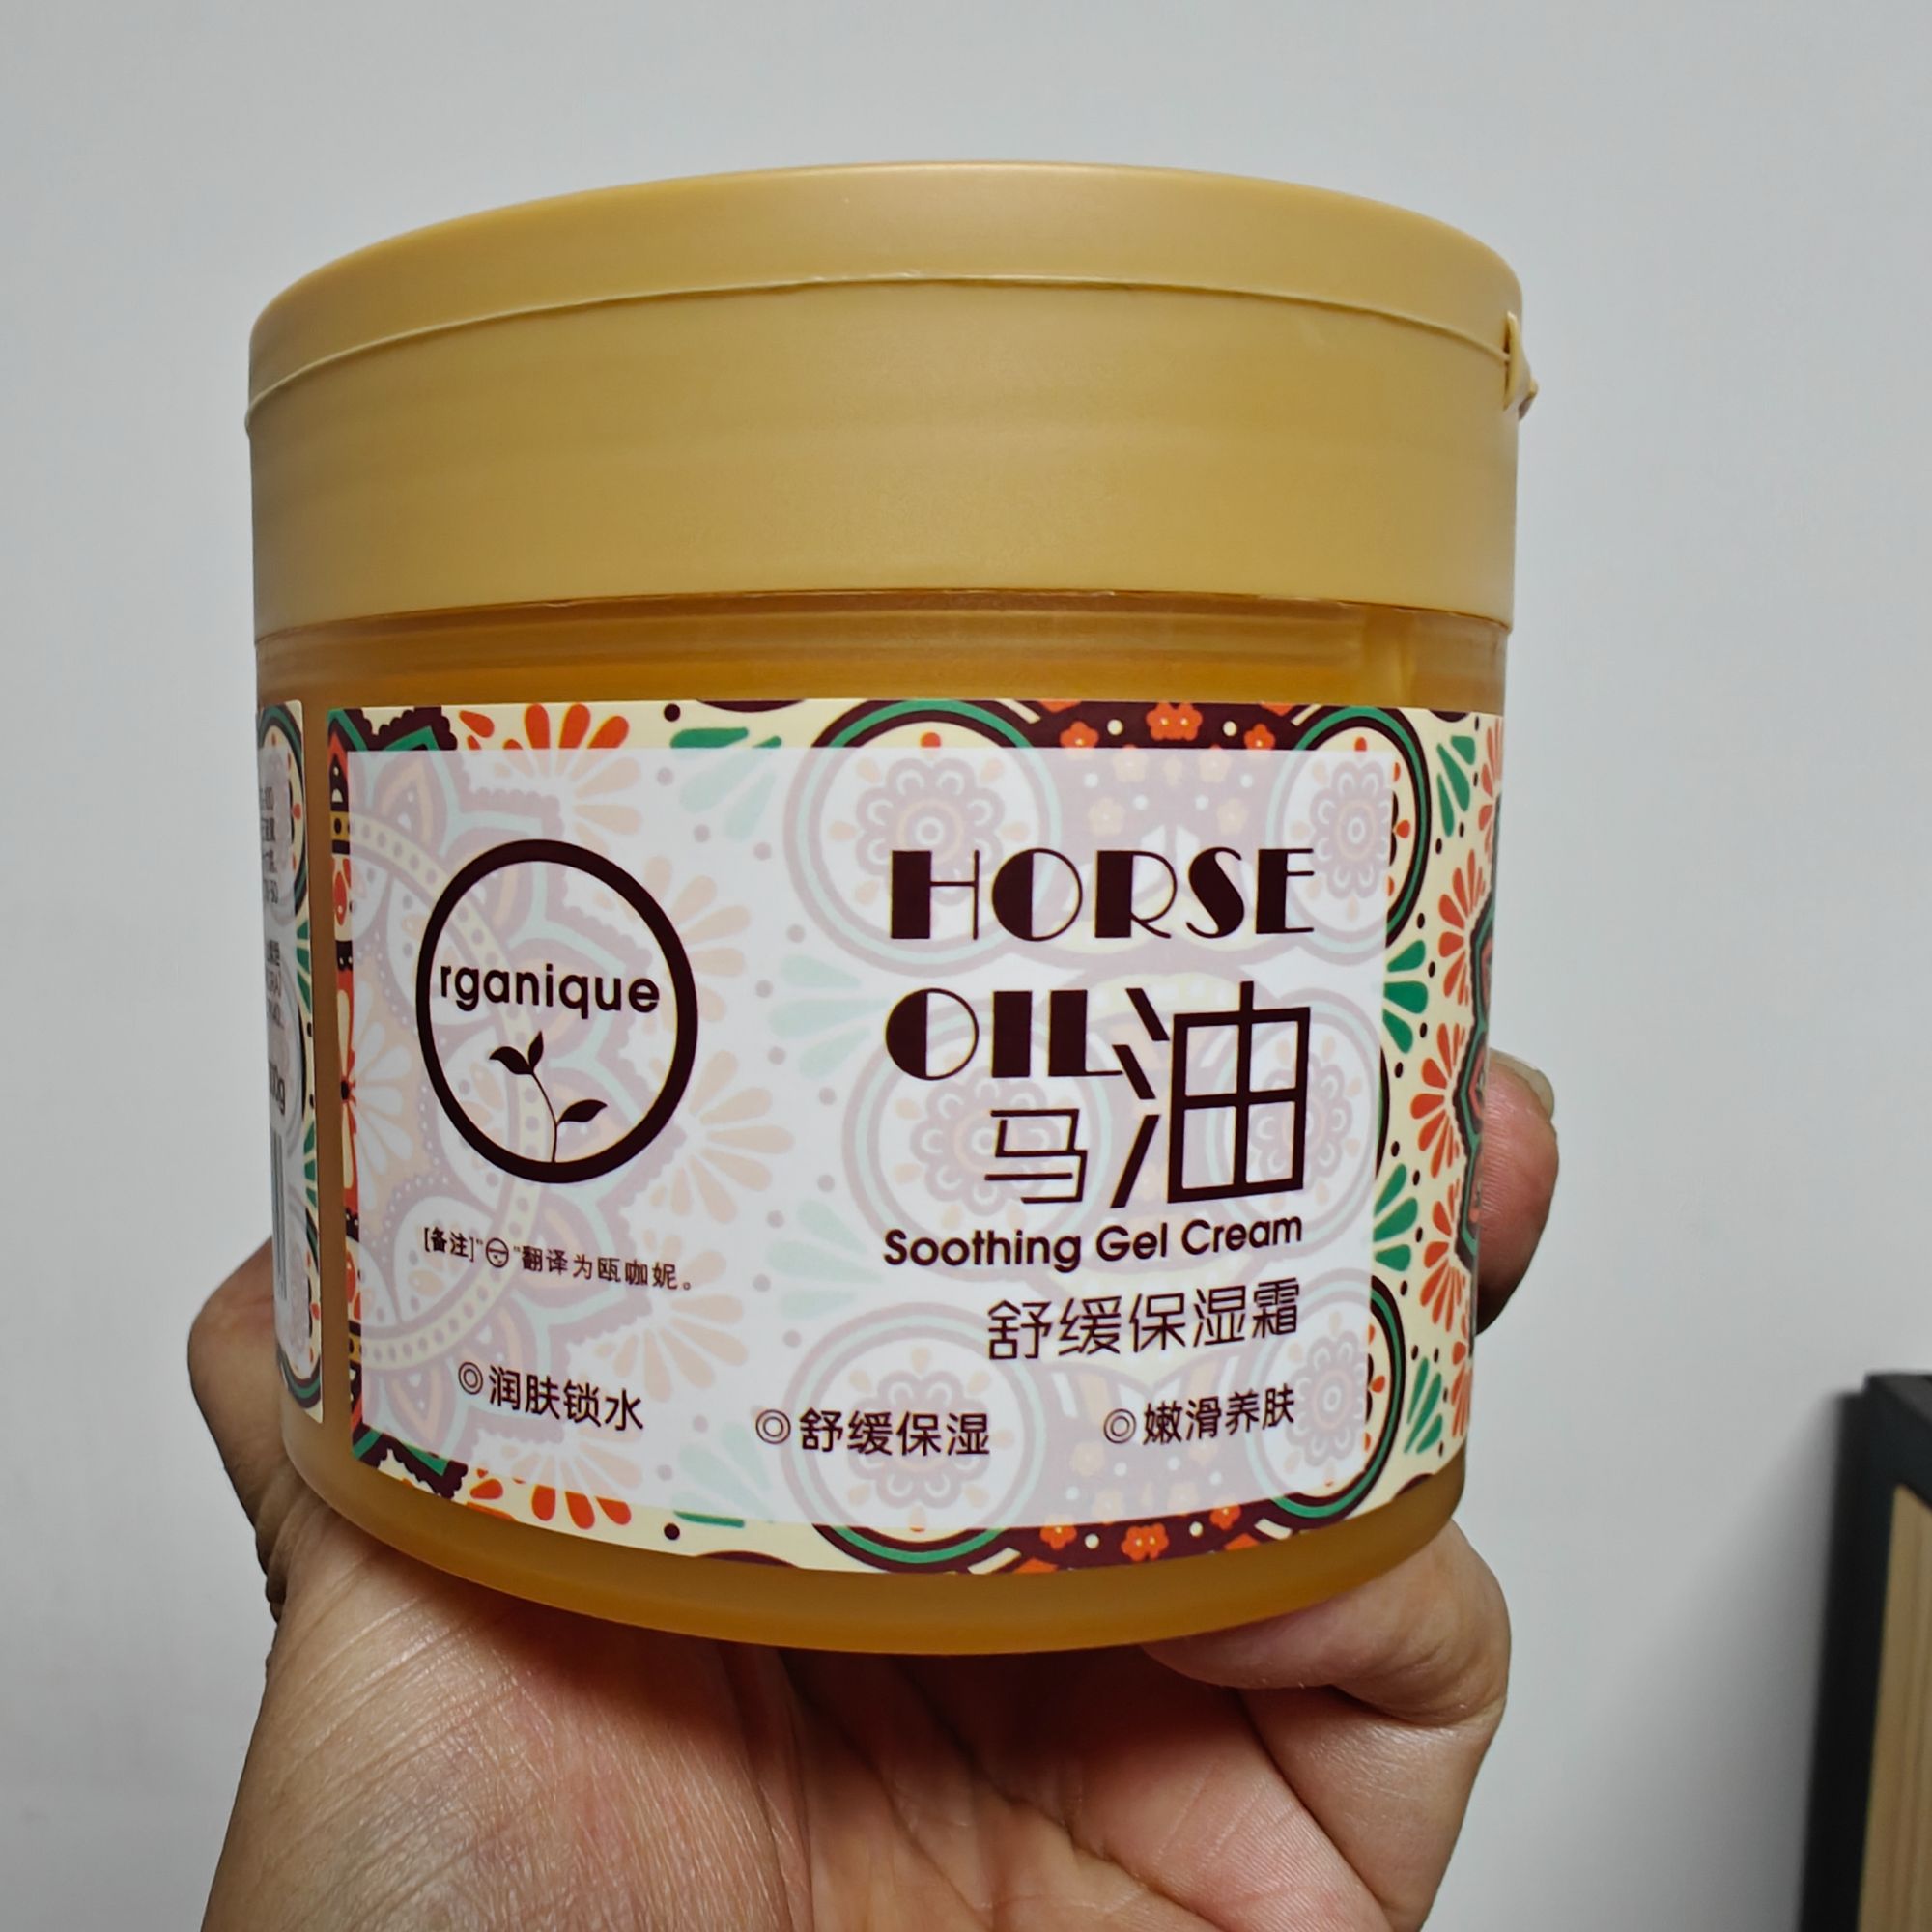 rganique
[备注]"㊀"翻译为瓯咖妮。
HORSE
OIL
马油
Soothing Gel Cream
舒缓保湿霜
◎润肤锁水
◎舒缓保湿
◎嫩滑养肤